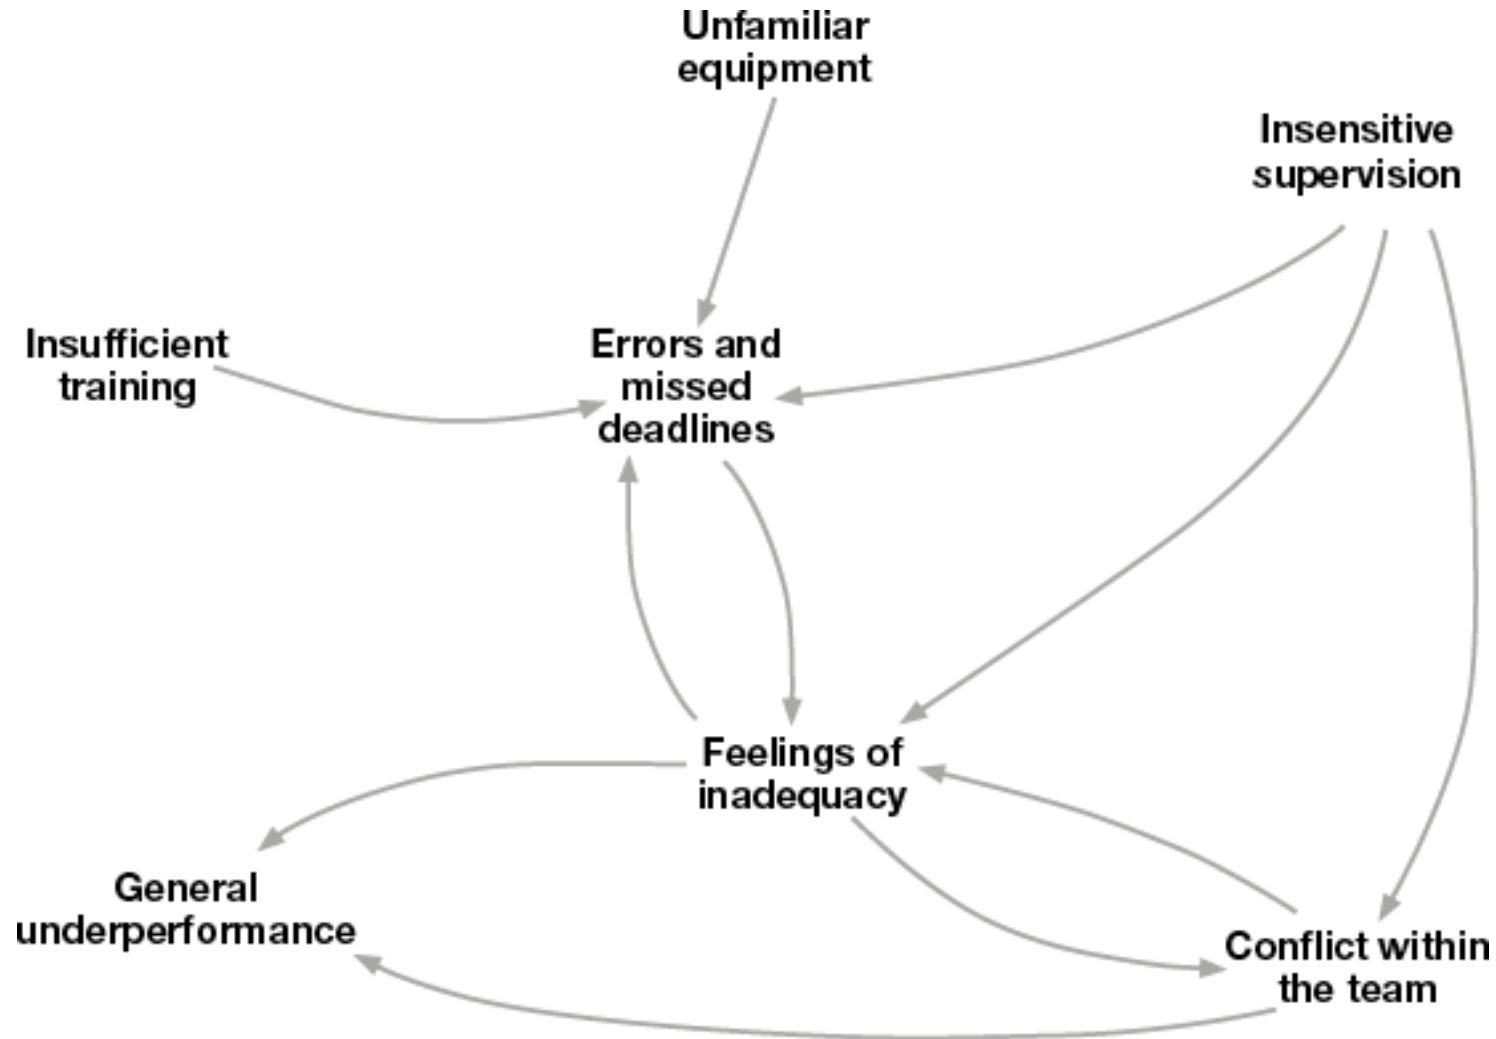 Unfamiliar
equipment
Insensitive
supervision
Insufficient
training
Errors and
missed
deadlines
Feelings of
inadequacy
General
underperformance
Conflict within
the team